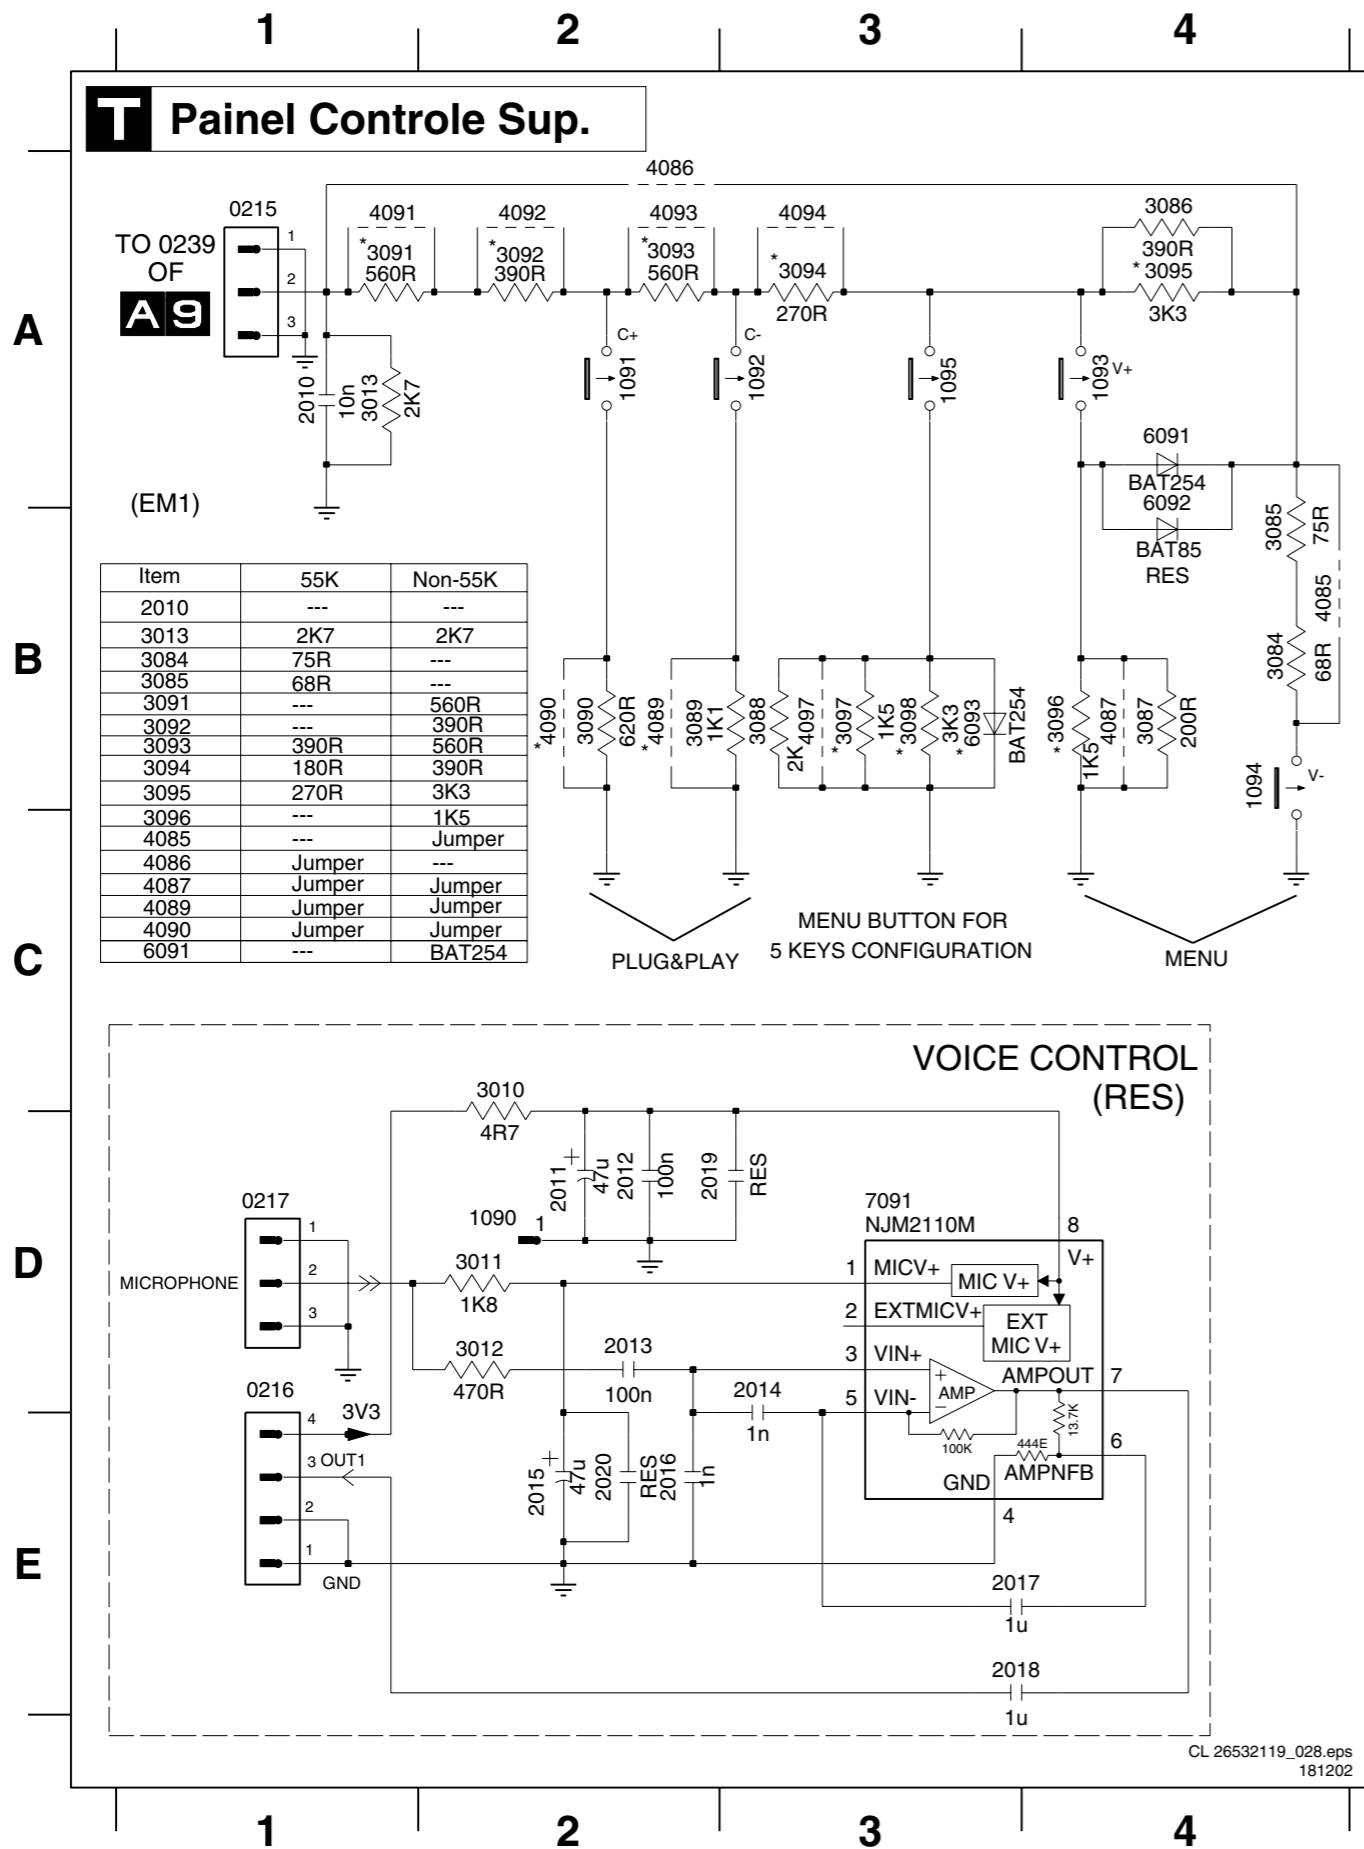 1 2 3 4
T Painel Controle Sup.
4086
0215
TO 0239
OF
A9
1
2
3
4091
*3091
560R
4092
*3092
390R
4093
*3093
560R
4094
*3094
270R
3086
390R
*3095
3K3
A
2010
10n
3013
2K7
C+
1091
C-
1092
1095
1093
V+
6091
BAT254
6092
BAT85
RES
3085
75R
4085
3084
68R
(EM1)
Item 55K Non-55K
2010 --- ---
3013 2K7 2K7
3084 75R ---
3085 68R ---
3091 --- 560R
3092 --- 390R
3093 390R 560R
3094 180R 390R
3095 270R 3K3
3096 --- 1K5
4085 --- Jumper
4086 Jumper ---
4087 Jumper Jumper
4089 Jumper Jumper
4090 Jumper Jumper
6091 --- BAT254
B
*4090
3090
620R
*4089
3089
1K1
3088
2K
4097
*3097
1K5
*3098
3K3
*6093
BAT254
*3096
1K5
4087
3087
200R
1094
V-
C
PLUG&PLAY
MENU BUTTON FOR
5 KEYS CONFIGURATION
MENU
VOICE CONTROL
(RES)
3010
4R7
2011
+
47u
2012
100n
2019
RES
1090 1
D
0217
1
2
3
MICROPHONE
3011
1K8
3012
470R
2013
100n
2014
1n
7091
NJM2110M
8
V+
1 MICV+
MIC V+
2 EXTMICV+
EXT
MIC V+
3 VIN+
5 VIN-
+
AMP
−
AMPOUT 7
100K
13.7K
444E
6
AMPNFB
GND
4
0216
4 3V3
3 OUT1
2
1
GND
2015
+
47u
2020
RES
2016
1n
E
2017
1u
2018
1u
CL 26532119_028.eps
181202
1 2 3 4